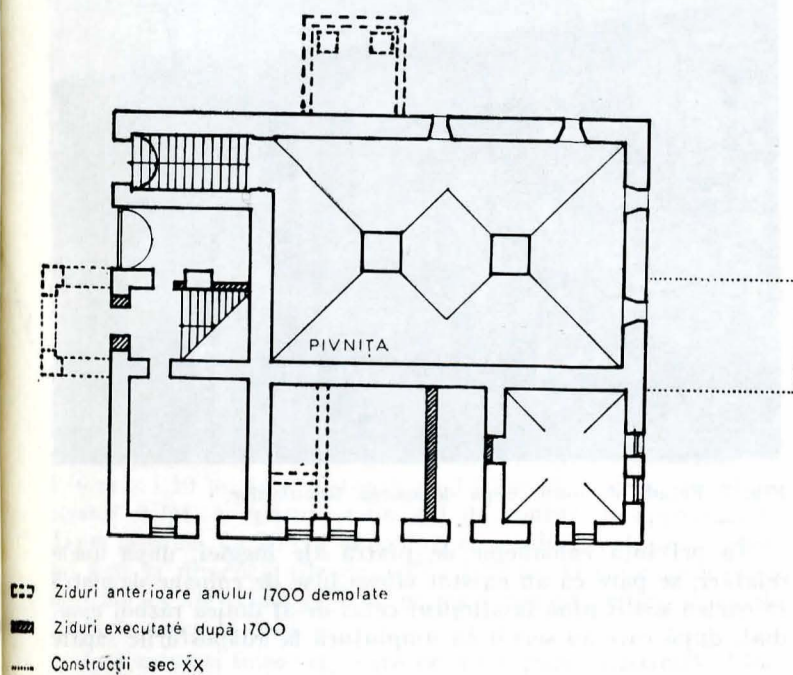 PIVNIȚA
Ziduri anterioare anului 1700 demolate
Ziduri executate după 1700
Construcții sec XX